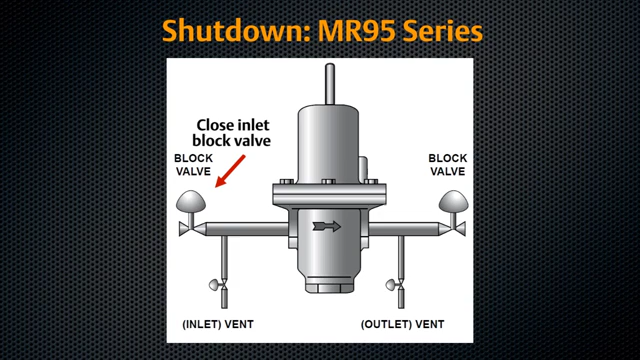 Shutdown: MR95 Series
Close inlet
block valve
BLOCK
VALVE
BLOCK
VALVE
(INLET) VENT
(OUTLET) VENT